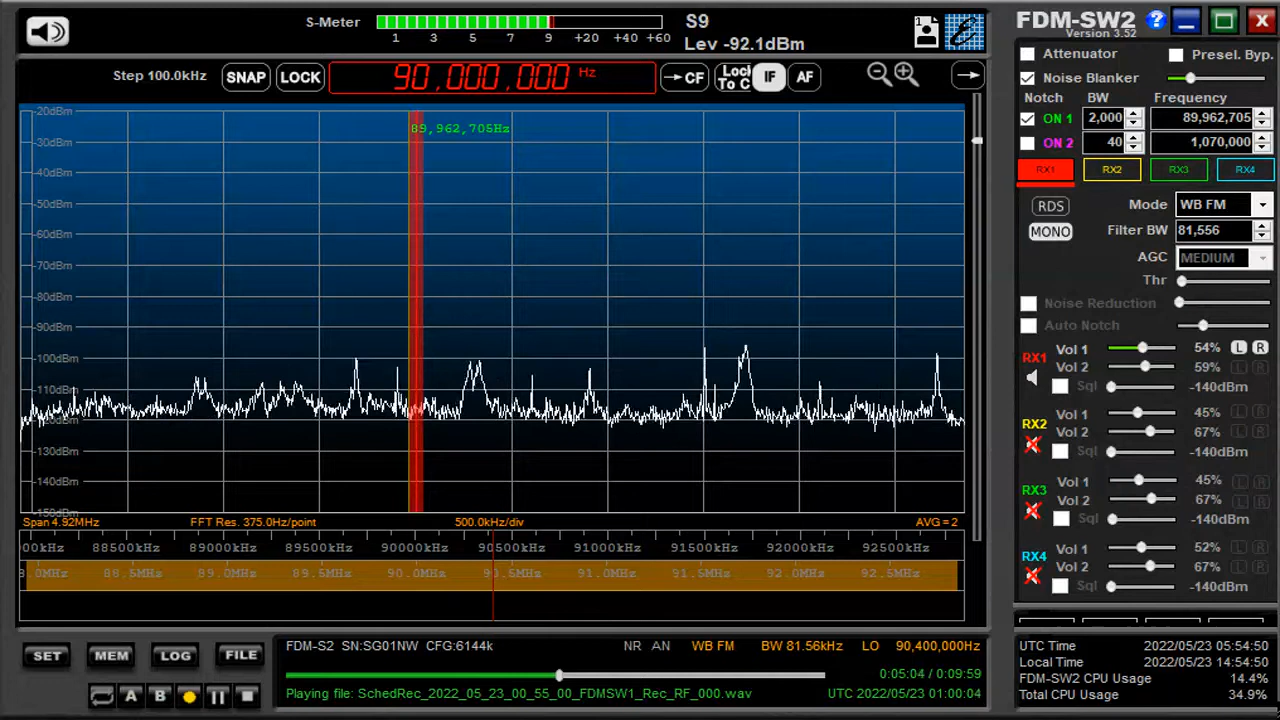 FDM-SW2
Version 3.52
S-Meter
1 3 5 7 9 +20 +40 +60
S9
Lev -92.1dBm
Step 100.0kHz
SNAP
LOCK
90,000,000 Hz
→CF
Lock
To C
IF
AF
89,962,705Hz
-20dBm
-30dBm
-40dBm
-50dBm
-60dBm
-70dBm
-80dBm
-90dBm
-100dBm
-110dBm
-120dBm
-130dBm
-140dBm
-150dBm
Span 4.92MHz FFT Res. 375.0Hz/point 500.0kHz/div AVG = 2
00kHz 88500kHz 89000kHz 89500kHz 90000kHz 90500kHz 91000kHz 91500kHz 92000kHz 92500kHz
8.0MHz 88.5MHz 89.0MHz 89.5MHz 90.0MHz 90.5MHz 91.0MHz 91.5MHz 92.0MHz 92.5MHz
SET
MEM
LOG
FILE
A
B
FDM-S2 SN:SG01NW CFG:6144k NR AN WB FM BW 81.56kHz LO 90,400,000Hz
0:05:04 / 0:09:59
Playing file: SchedRec_2022_05_23_00_55_00_FDMSW1_Rec_RF_000.wav UTC 2022/05/23 01:00:04
Attenuator Presel. Byp.
Noise Blanker
Notch BW Frequency
ON 1 2,000 89,962,705
ON 2 40 1,070,000
RX1 RX2 RX3 RX4
RDS Mode WB FM
MONO Filter BW 81,556
AGC MEDIUM
Thr
Noise Reduction
Auto Notch
RX1 Vol 1 54% L R
Vol 2 59% L R
Sql -140dBm
RX2 Vol 1 45% L R
Vol 2 67% L R
Sql -140dBm
RX3 Vol 1 45% L R
Vol 2 67% L R
Sql -140dBm
RX4 Vol 1 52% L R
Vol 2 67% L R
Sql -140dBm
UTC Time 2022/05/23 05:54:50
Local Time 2022/05/23 14:54:50
FDM-SW2 CPU Usage 14.4%
Total CPU Usage 34.9%